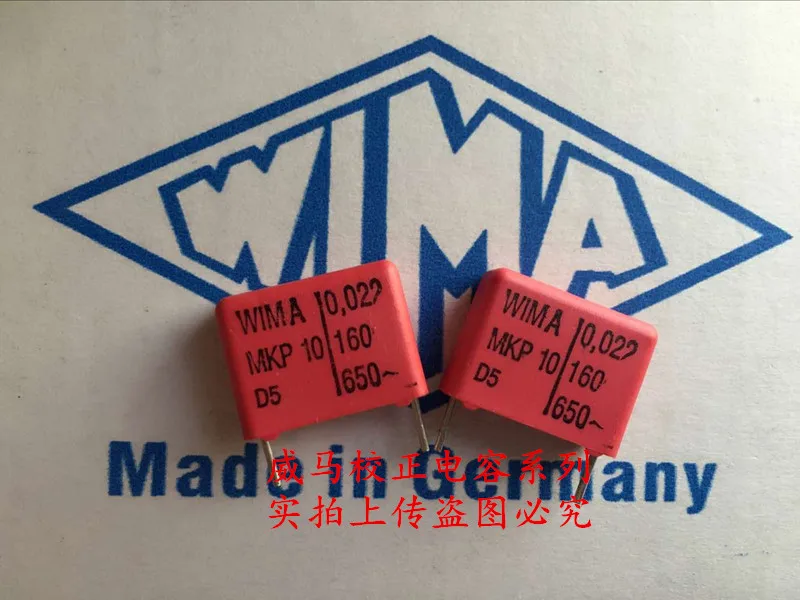 WIMA
WIMA 0,022
MKP 10 160
D5 650~
WIMA 0,022
MKP 10 160
D5 650~
Made in Germany
威马校正电容系列
实拍上传盗图必究